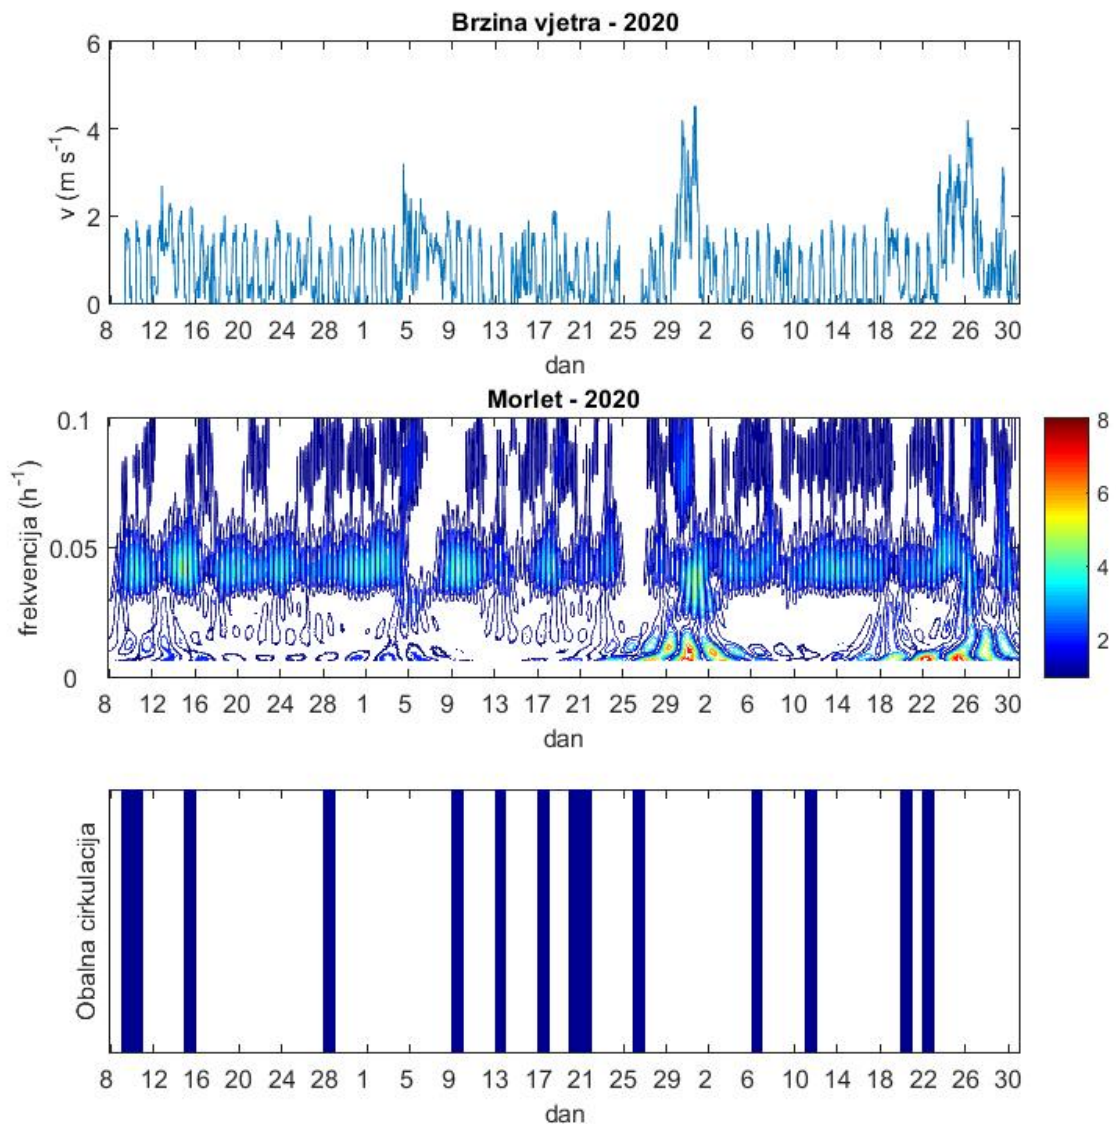 Brzina vjetra - 2020
6
4
2
0
v (m s⁻¹)
8 12 16 20 24 28 1 5 9 13 17 21 25 29 2 6 10 14 18 22 26 30
dan
Morlet - 2020
0.1
0.05
0
frekvencija (h⁻¹)
8
6
4
2
8 12 16 20 24 28 1 5 9 13 17 21 25 29 2 6 10 14 18 22 26 30
dan
Obalna cirkulacija
8 12 16 20 24 28 1 5 9 13 17 21 25 29 2 6 10 14 18 22 26 30
dan